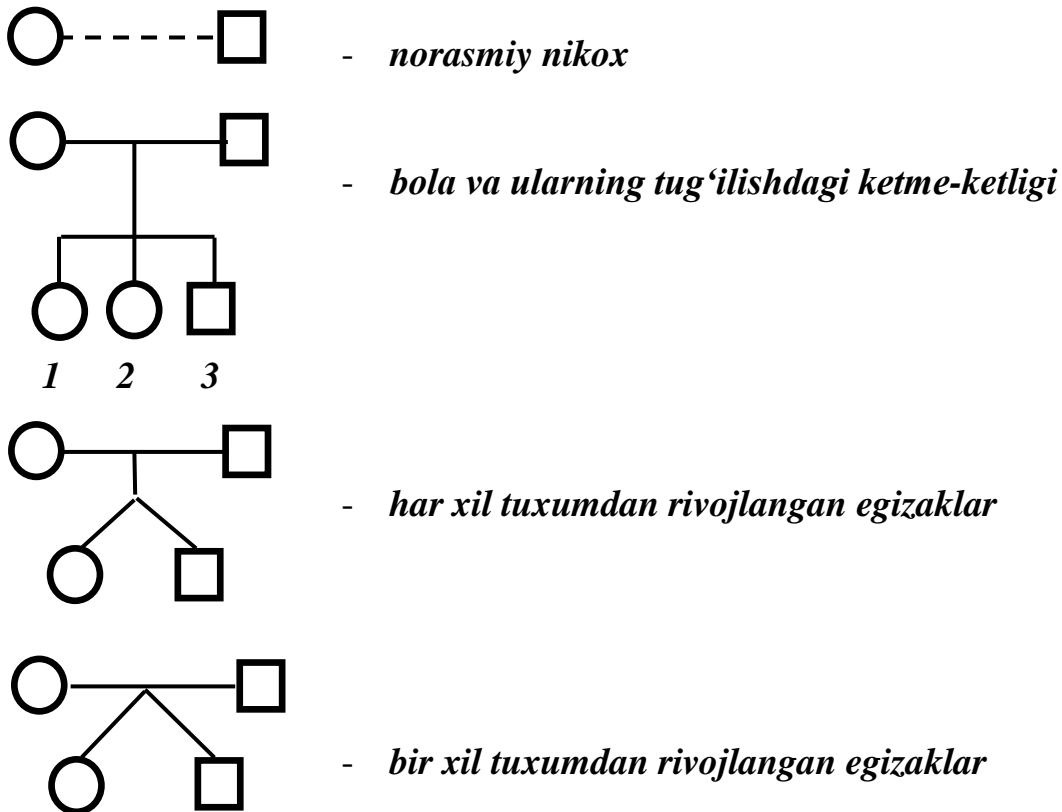 - norasmiy nikox
- bola va ularning tug‘ilishdagi ketme-ketligi
1 2 3
- har xil tuxumdan rivojlangan egizaklar
- bir xil tuxumdan rivojlangan egizaklar